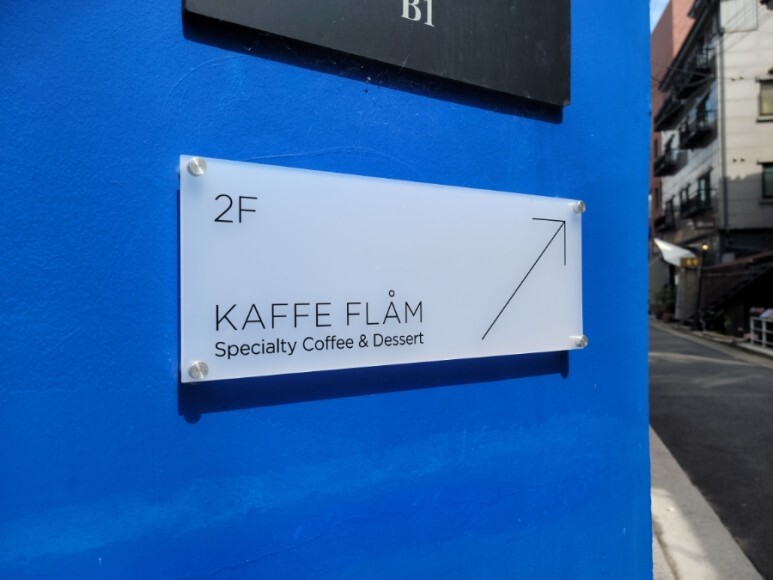 B1
2F
KAFFE FLÅM
Specialty Coffee & Dessert